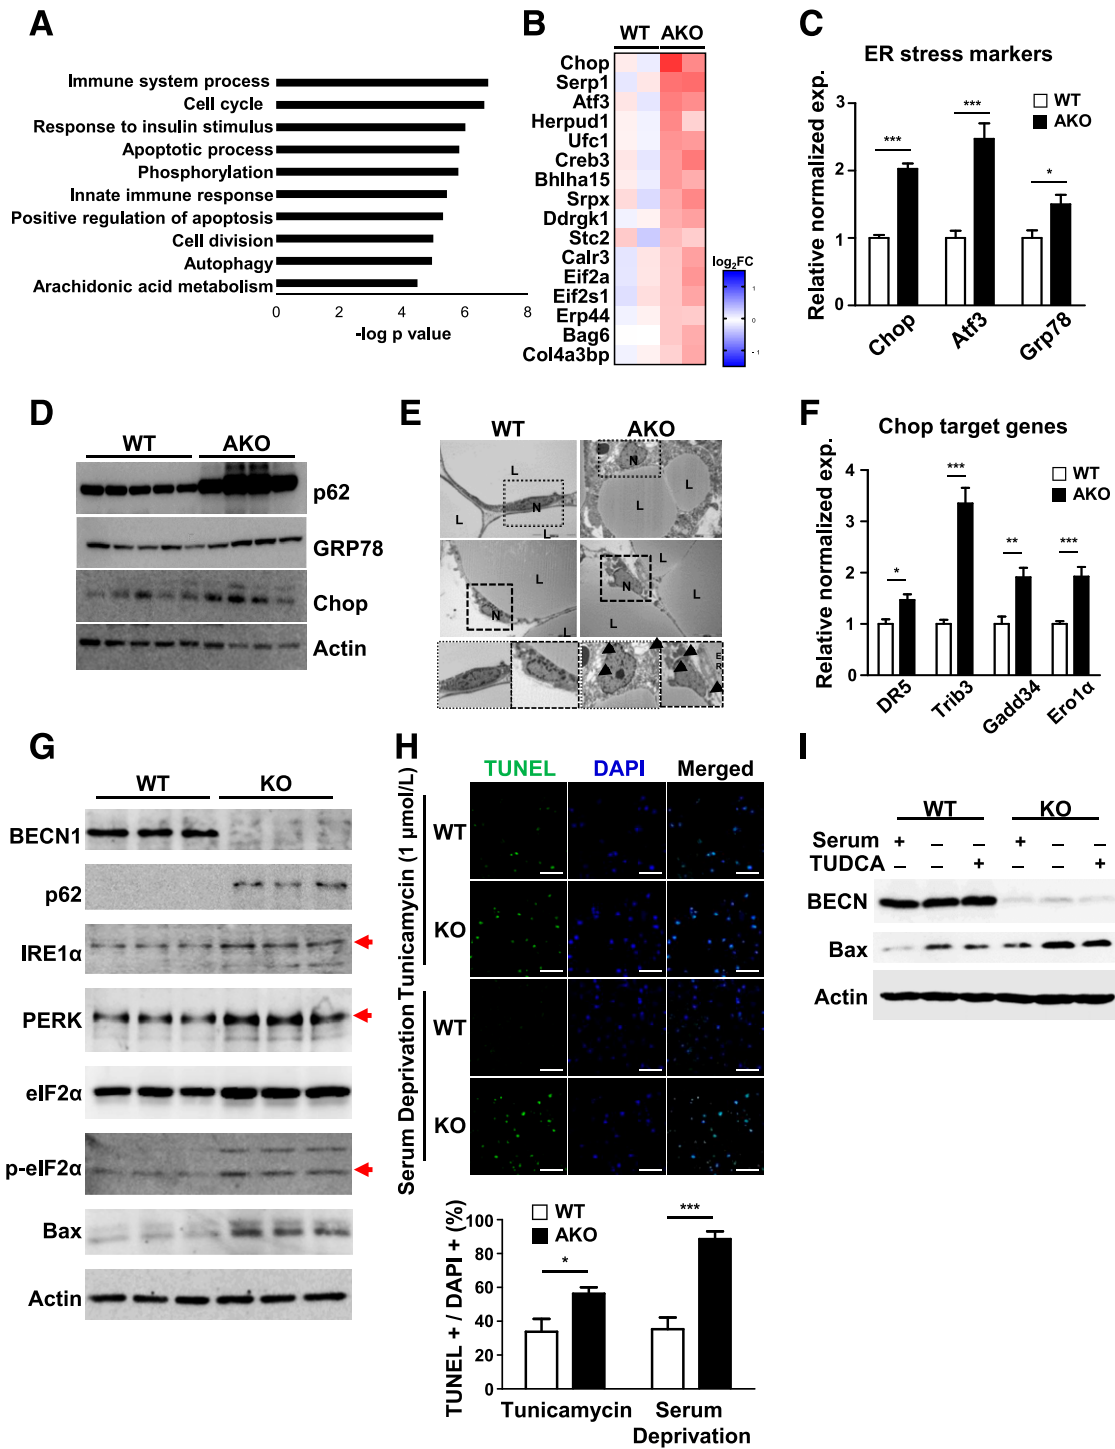 A
Immune system process
Cell cycle
Response to insulin stimulus
Apoptotic process
Phosphorylation
Innate immune response
Positive regulation of apoptosis
Cell division
Autophagy
Arachidonic acid metabolism
0 2 4 6 8
-log p value
B
WT AKO
Chop
Serp1
Atf3
Herpud1
Ufc1
Creb3
Bhlha15
Srpx
Ddrgk1
Stc2
Calr3
Eif2a
Eif2s1
Erp44
Bag6
Col4a3bp
log₂FC
1
0
-1
C
ER stress markers
WT
AKO
Relative normalized exp.
3
2
1
0
*** *** *
Chop Atf3 Grp78
D
WT AKO
p62
GRP78
Chop
Actin
E
WT AKO
L
N
L
L
L
N
L
L
L
N
L
L
N
L
L
ER
F
Chop target genes
WT
AKO
Relative normalized exp.
4
3
2
1
0
* *** ** ***
DR5 Trib3 Gadd34 Ero1α
G
WT KO
BECN1
p62
IRE1α
PERK
eIF2α
p-eIF2α
Bax
Actin
H
TUNEL DAPI Merged
Tunicamycin (1 µmol/L)
WT
KO
Serum Deprivation
WT
KO
WT
AKO
TUNEL + / DAPI + (%)
100
80
60
40
20
0
* ***
Tunicamycin Serum
Deprivation
I
WT KO
Serum + – – + – –
TUDCA – – + – – +
BECN
Bax
Actin